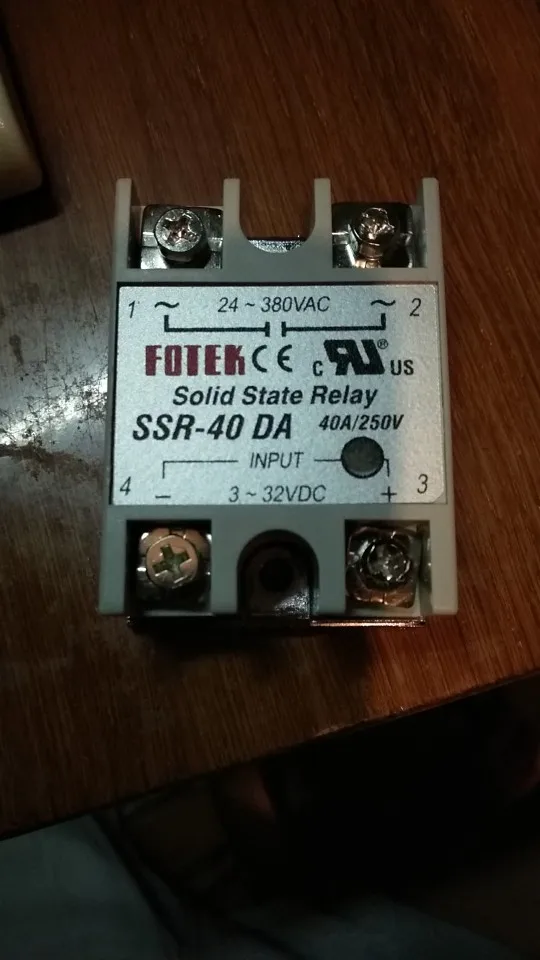 1 ~ 24 ~ 380VAC ~ 2
FOTEK CE c RU® US
Solid State Relay
SSR-40 DA 40A/250V
INPUT
4 − 3 ~ 32VDC + 3